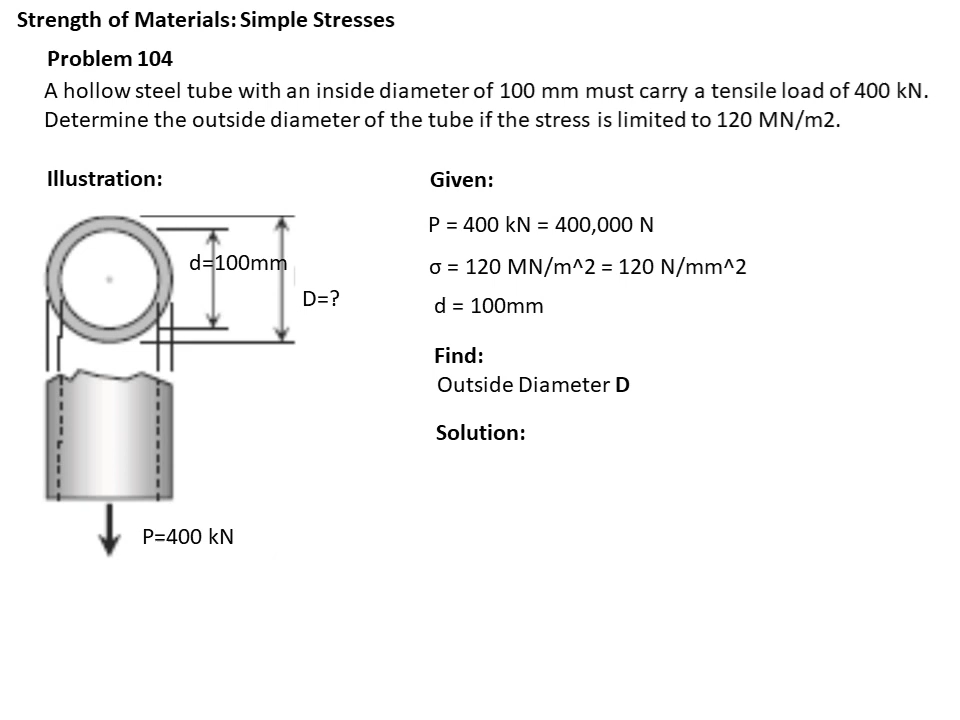 Strength of Materials: Simple Stresses
Problem 104
A hollow steel tube with an inside diameter of 100 mm must carry a tensile load of 400 kN.
Determine the outside diameter of the tube if the stress is limited to 120 MN/m2.
Illustration:
d=100mm
D=?
P=400 kN
Given:
P = 400 kN = 400,000 N
σ = 120 MN/m^2 = 120 N/mm^2
d = 100mm
Find:
Outside Diameter D
Solution: